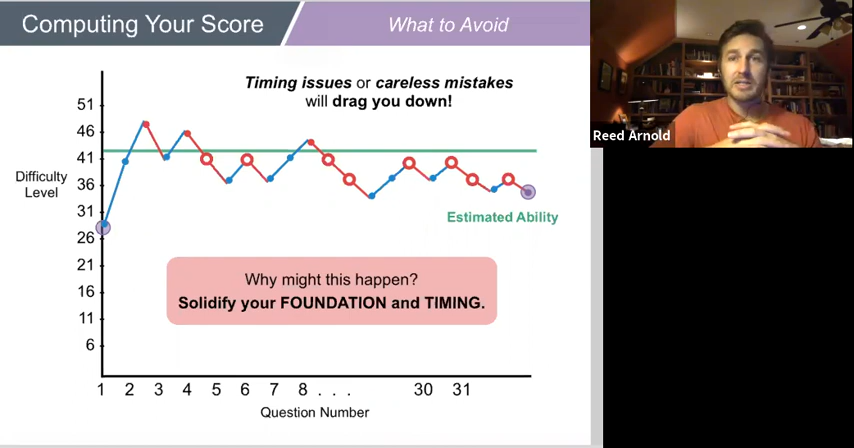 Computing Your Score
What to Avoid
Reed Arnold
Timing issues or careless mistakes
will drag you down!
51
46
41
36
31
26
21
16
11
6
Difficulty
Level
Estimated Ability
Why might this happen?
Solidify your FOUNDATION and TIMING.
1 2 3 4 5 6 7 8 . . . 30 31
Question Number